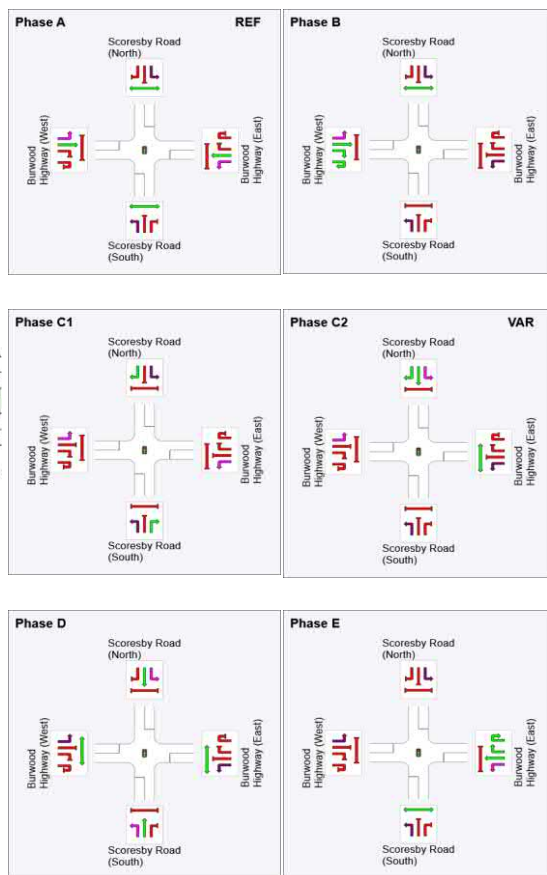 Phase A REF
Scoresby Road
(North)
Burwood
Highway (West)
Burwood
Highway (East)
Scoresby Road
(South)
Phase B
Scoresby Road
(North)
Burwood
Highway (West)
Burwood
Highway (East)
Scoresby Road
(South)
Phase C1
Scoresby Road
(North)
Burwood
Highway (West)
Burwood
Highway (East)
Scoresby Road
(South)
Phase C2 VAR
Scoresby Road
(North)
Burwood
Highway (West)
Burwood
Highway (East)
Scoresby Road
(South)
Phase D
Scoresby Road
(North)
Burwood
Highway (West)
Burwood
Highway (East)
Scoresby Road
(South)
Phase E
Scoresby Road
(North)
Burwood
Highway (West)
Burwood
Highway (East)
Scoresby Road
(South)